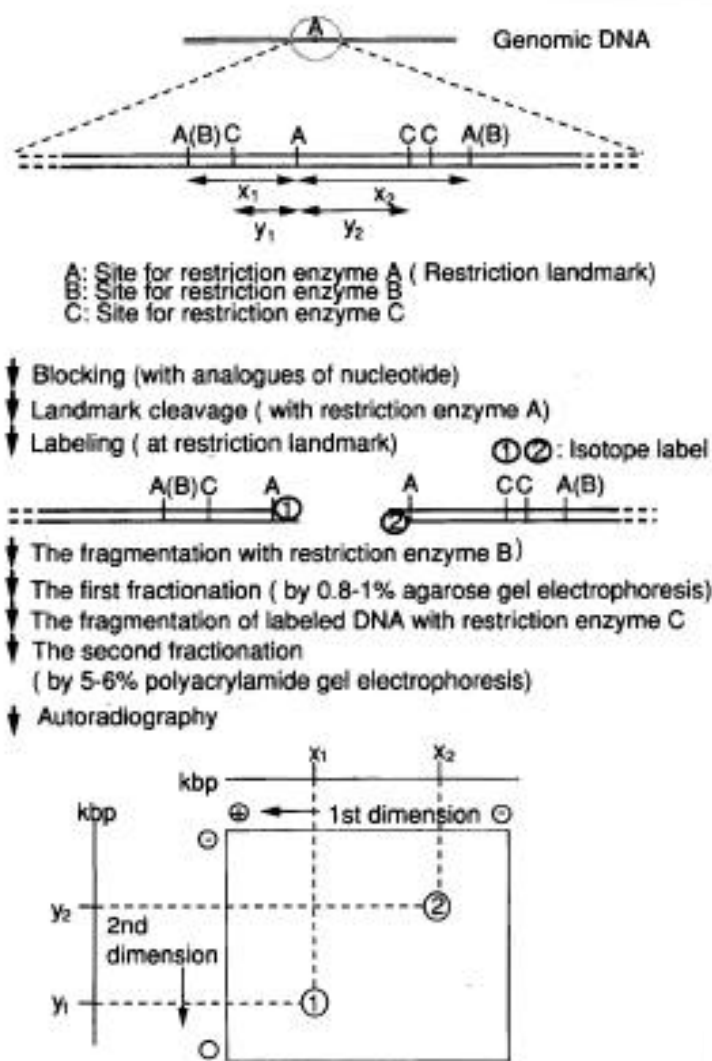 A
Genomic DNA
A(B) C A C C A(B)
x1 x2
y1 y2
A: Site for restriction enzyme A ( Restriction landmark)
B: Site for restriction enzyme B
C: Site for restriction enzyme C
Blocking (with analogues of nucleotide)
Landmark cleavage ( with restriction enzyme A)
Labeling ( at restriction landmark)
①②: Isotope label
A(B) C A A C C A(B)
① ②
The fragmentation with restriction enzyme B)
The first fractionation ( by 0.8-1% agarose gel electrophoresis)
The fragmentation of labeled DNA with restriction enzyme C
The second fractionation
( by 5-6% polyacrylamide gel electrophoresis)
Autoradiography
x₁ x₂
kbp
kbp
⊕ 1st dimension ⊖
⊖
y₂ ②
2nd
dimension
y₁ ①